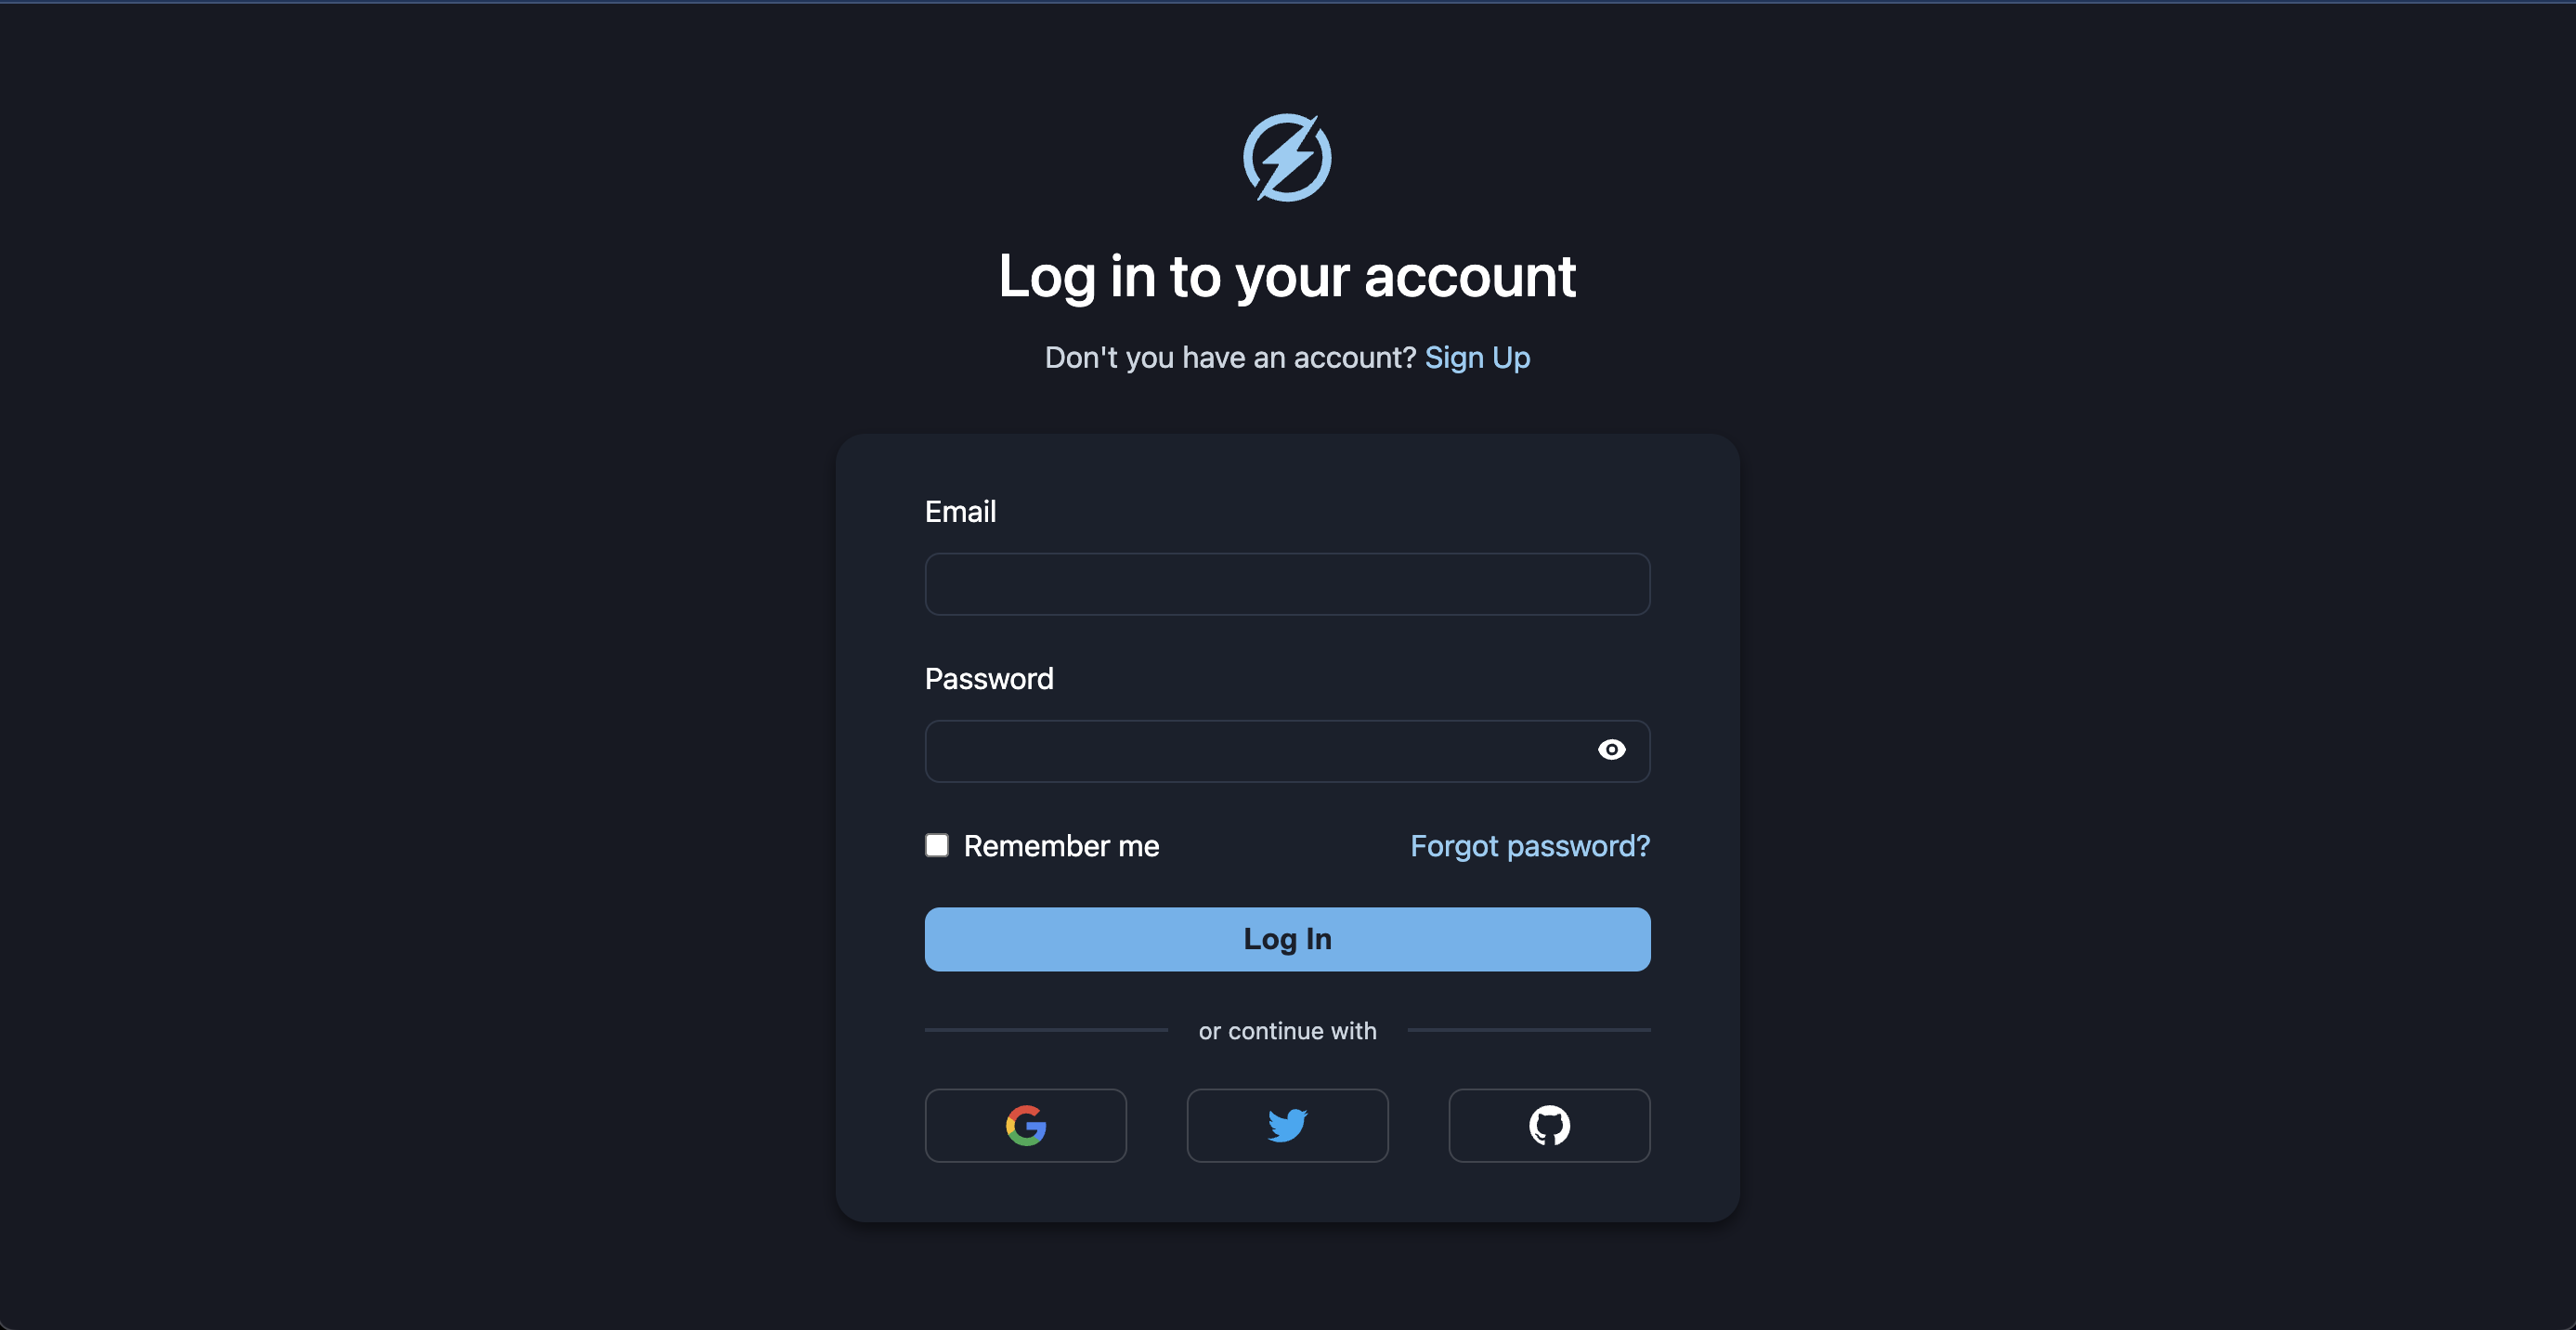 Log in to your account
Don't you have an account? Sign Up
Email
Password
Remember me
Forgot password?
Log In
or continue with